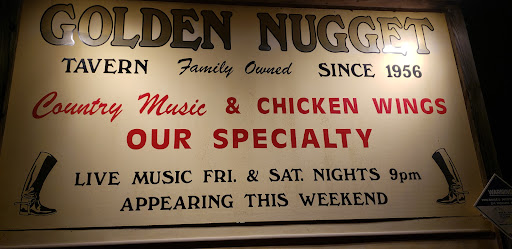 GOLDEN NUGGET
TAVERN Family Owned SINCE 1956
Country Music & CHICKEN WINGS
OUR SPECIALTY
LIVE MUSIC FRI. & SAT. NIGHTS 9pm
APPEARING THIS WEEKEND
WARNING